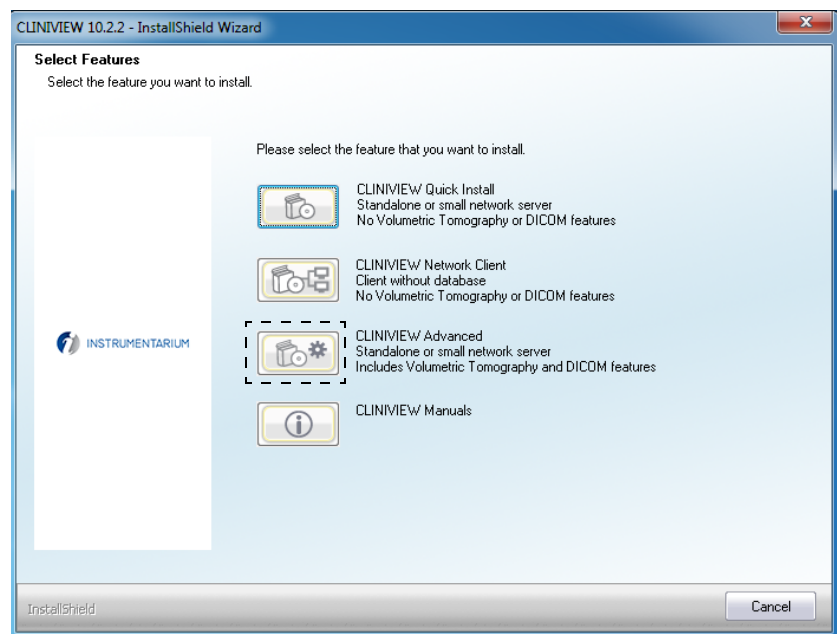 CLINIVIEW 10.2.2 - InstallShield Wizard
Select Features
Select the feature you want to install.
Please select the feature that you want to install.
CLINIVIEW Quick Install
Standalone or small network server
No Volumetric Tomography or DICOM features
CLINIVIEW Network Client
Client without database
No Volumetric Tomography or DICOM features
INSTRUMENTARIUM
CLINIVIEW Advanced
Standalone or small network server
Includes Volumetric Tomography and DICOM features
CLINIVIEW Manuals
InstallShield
Cancel